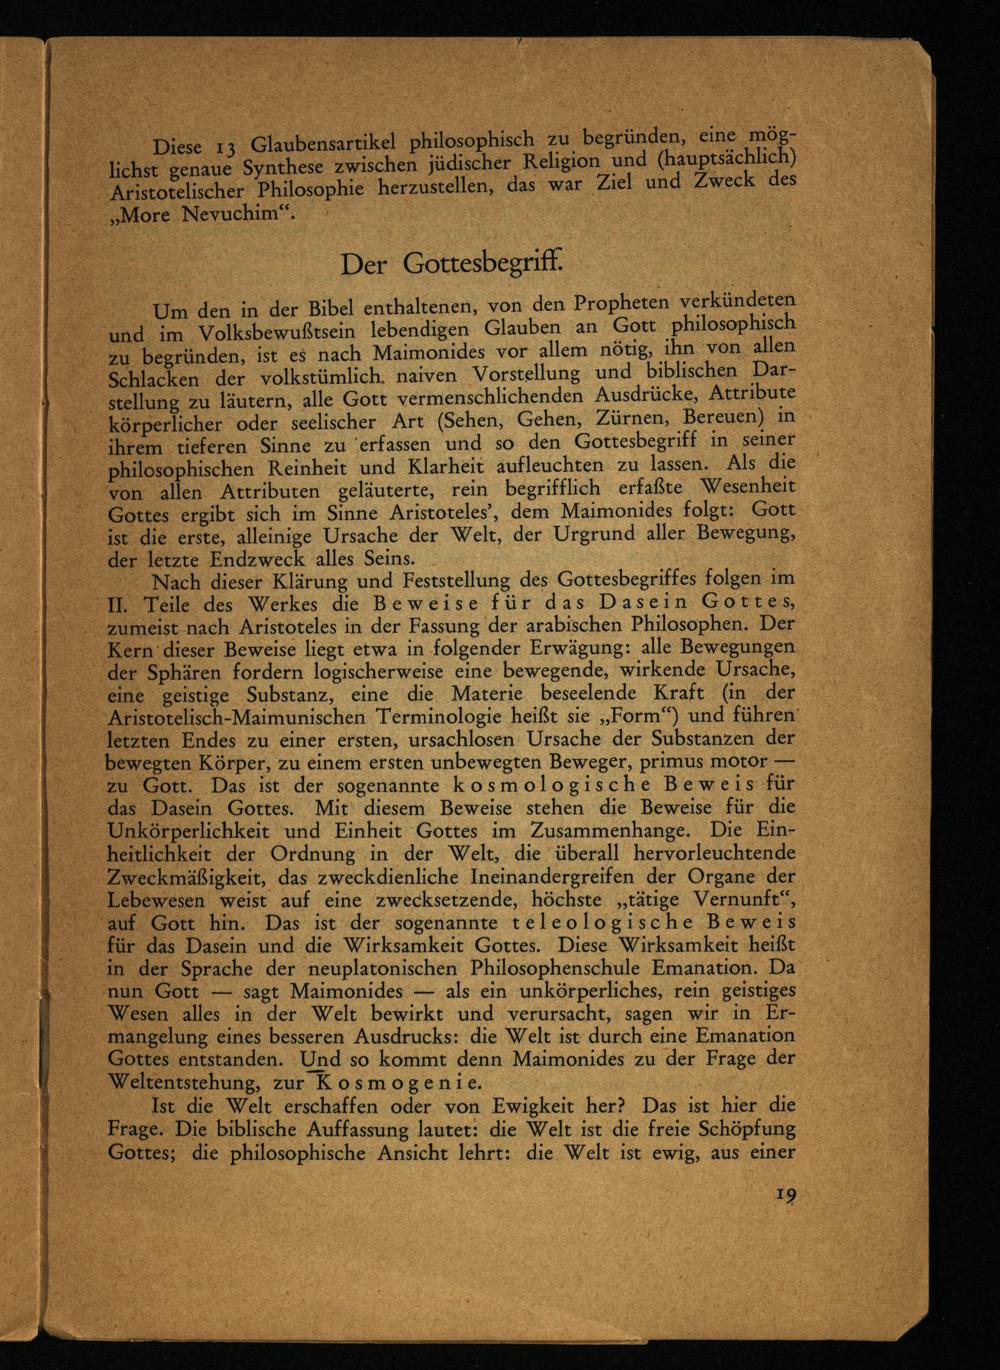 Diese 13 Glaubensartikel philosophisch zu begründen, eine mög-
lichst genaue Synthese zwischen jüdischer Religion und (hauptsächlich)
Aristotelischer Philosophie herzustellen, das war Ziel und Zweck des
„More Nevuchim“.
Der Gottesbegriff.
Um den in der Bibel enthaltenen, von den Propheten verkündeten
und im Volksbewußtsein lebendigen Glauben an Gott philosophisch
zu begründen, ist es nach Maimonides vor allem nötig, ihn von allen
Schlacken der volkstümlich. naiven Vorstellung und biblischen Dar-
stellung zu läutern, alle Gott vermenschlichenden Ausdrücke, Attribute
körperlicher oder seelischer Art (Sehen, Gehen, Zürnen, Bereuen) in
ihrem tieferen Sinne zu erfassen und so den Gottesbegriff in seiner
philosophischen Reinheit und Klarheit aufleuchten zu lassen. Als die
von allen Attributen geläuterte, rein begrifflich erfaßte Wesenheit
Gottes ergibt sich im Sinne Aristoteles’, dem Maimonides folgt: Gott
ist die erste, alleinige Ursache der Welt, der Urgrund aller Bewegung,
der letzte Endzweck alles Seins.
Nach dieser Klärung und Feststellung des Gottesbegriffes folgen im
II. Teile des Werkes die Beweise für das Dasein Gottes,
zumeist nach Aristoteles in der Fassung der arabischen Philosophen. Der
Kern dieser Beweise liegt etwa in folgender Erwägung: alle Bewegungen
der Sphären fordern logischerweise eine bewegende, wirkende Ursache,
eine geistige Substanz, eine die Materie beseelende Kraft (in der
Aristotelisch-Maimunischen Terminologie heißt sie „Form“) und führen
letzten Endes zu einer ersten, ursachlosen Ursache der Substanzen der
bewegten Körper, zu einem ersten unbewegten Beweger, primus motor —
zu Gott. Das ist der sogenannte kosmologische Beweis für
das Dasein Gottes. Mit diesem Beweise stehen die Beweise für die
Unkörperlichkeit und Einheit Gottes im Zusammenhange. Die Ein-
heitlichkeit der Ordnung in der Welt, die überall hervorleuchtende
Zweckmäßigkeit, das zweckdienliche Ineinandergreifen der Organe der
Lebewesen weist auf eine zwecksetzende, höchste „tätige Vernunft“,
auf Gott hin. Das ist der sogenannte teleologische Beweis
für das Dasein und die Wirksamkeit Gottes. Diese Wirksamkeit heißt
in der Sprache der neuplatonischen Philosophenschule Emanation. Da
nun Gott — sagt Maimonides — als ein unkörperliches, rein geistiges
Wesen alles in der Welt bewirkt und verursacht, sagen wir in Er-
mangelung eines besseren Ausdrucks: die Welt ist durch eine Emanation
Gottes entstanden. Und so kommt denn Maimonides zu der Frage der
Weltentstehung, zur Kosmogenie.
Ist die Welt erschaffen oder von Ewigkeit her? Das ist hier die
Frage. Die biblische Auffassung lautet: die Welt ist die freie Schöpfung
Gottes; die philosophische Ansicht lehrt: die Welt ist ewig, aus einer
19